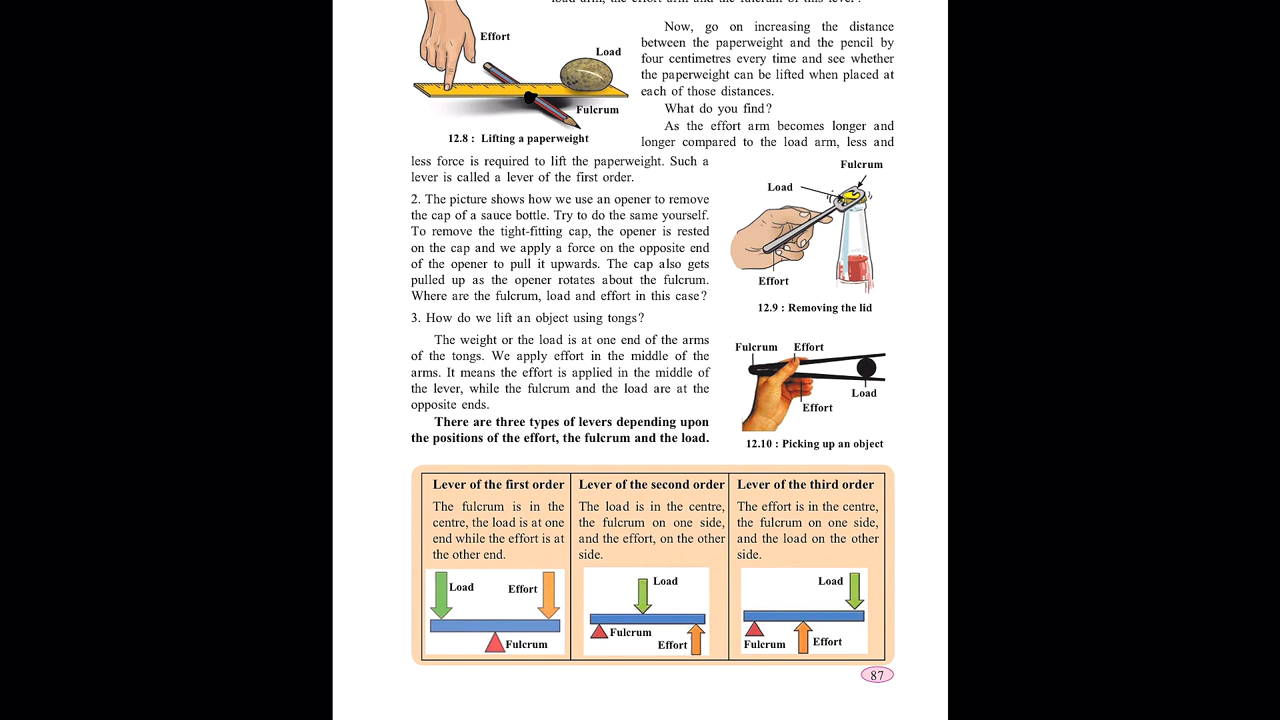 load arm, the effort arm and the fulcrum of this lever?
Effort
Load
Fulcrum
12.8 : Lifting a paperweight
Now, go on increasing the distance
between the paperweight and the pencil by
four centimetres every time and see whether
the paperweight can be lifted when placed at
each of those distances.
What do you find?
As the effort arm becomes longer and
longer compared to the load arm, less and
less force is required to lift the paperweight. Such a
lever is called a lever of the first order.
2. The picture shows how we use an opener to remove
the cap of a sauce bottle. Try to do the same yourself.
To remove the tight-fitting cap, the opener is rested
on the cap and we apply a force on the opposite end
of the opener to pull it upwards. The cap also gets
pulled up as the opener rotates about the fulcrum.
Where are the fulcrum, load and effort in this case?
Fulcrum
Load
Effort
12.9 : Removing the lid
3. How do we lift an object using tongs?
The weight or the load is at one end of the arms
of the tongs. We apply effort in the middle of the
arms. It means the effort is applied in the middle of
the lever, while the fulcrum and the load are at the
opposite ends.
There are three types of levers depending upon
the positions of the effort, the fulcrum and the load.
Fulcrum Effort
Load
Effort
12.10 : Picking up an object
Lever of the first order
The fulcrum is in the
centre, the load is at one
end while the effort is at
the other end.
Load
Effort
Fulcrum
Lever of the second order
The load is in the centre,
the fulcrum on one side,
and the effort, on the other
side.
Load
Fulcrum
Effort
Lever of the third order
The effort is in the centre,
the fulcrum on one side,
and the load on the other
side.
Load
Fulcrum
Effort
87